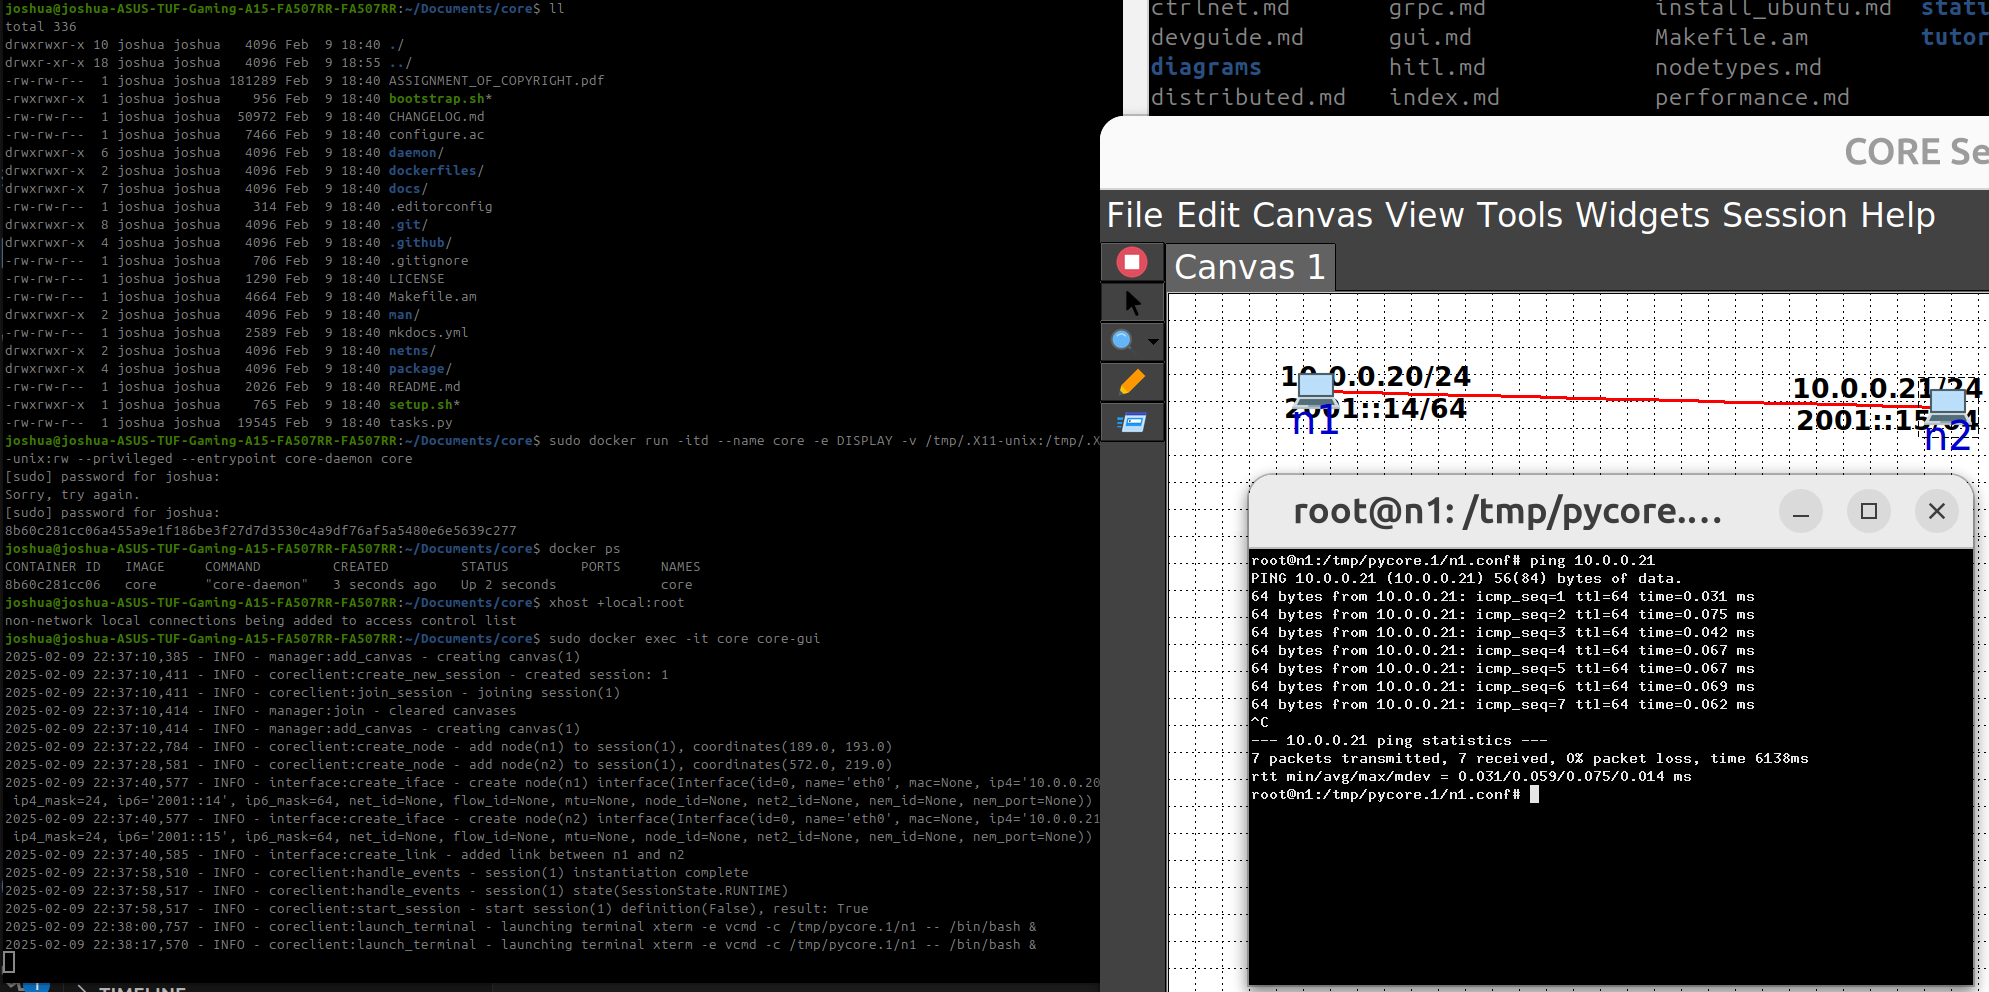 joshua@joshua-ASUS-TUF-Gaming-A15-FA507RR-FA507RR:~/Documents/core$ ll
total 336
drwxrwxr-x 10 joshua joshua   4096 Feb  9 18:40 ./
drwxr-xr-x 18 joshua joshua   4096 Feb  9 18:55 ../
-rw-rw-r--  1 joshua joshua 181289 Feb  9 18:40 ASSIGNMENT_OF_COPYRIGHT.pdf
-rwxrwxr-x  1 joshua joshua    956 Feb  9 18:40 bootstrap.sh*
-rw-rw-r--  1 joshua joshua  50972 Feb  9 18:40 CHANGELOG.md
-rw-rw-r--  1 joshua joshua   7466 Feb  9 18:40 configure.ac
drwxrwxr-x  6 joshua joshua   4096 Feb  9 18:40 daemon/
drwxrwxr-x  2 joshua joshua   4096 Feb  9 18:40 dockerfiles/
drwxrwxr-x  7 joshua joshua   4096 Feb  9 18:40 docs/
-rw-rw-r--  1 joshua joshua    314 Feb  9 18:40 .editorconfig
drwxrwxr-x  8 joshua joshua   4096 Feb  9 18:40 .git/
drwxrwxr-x  4 joshua joshua   4096 Feb  9 18:40 .github/
-rw-rw-r--  1 joshua joshua    706 Feb  9 18:40 .gitignore
-rw-rw-r--  1 joshua joshua   1290 Feb  9 18:40 LICENSE
-rw-rw-r--  1 joshua joshua   4664 Feb  9 18:40 Makefile.am
drwxrwxr-x  2 joshua joshua   4096 Feb  9 18:40 man/
-rw-rw-r--  1 joshua joshua   2589 Feb  9 18:40 mkdocs.yml
drwxrwxr-x  2 joshua joshua   4096 Feb  9 18:40 netns/
drwxrwxr-x  4 joshua joshua   4096 Feb  9 18:40 package/
-rw-rw-r--  1 joshua joshua   2026 Feb  9 18:40 README.md
-rwxrwxr-x  1 joshua joshua    765 Feb  9 18:40 setup.sh*
-rw-rw-r--  1 joshua joshua  19545 Feb  9 18:40 tasks.py
joshua@joshua-ASUS-TUF-Gaming-A15-FA507RR-FA507RR:~/Documents/core$ sudo docker run -itd --name core -e DISPLAY -v /tmp/.X11-unix:/tmp/.X
-unix:rw --privileged --entrypoint core-daemon core
[sudo] password for joshua:
Sorry, try again.
[sudo] password for joshua:
8b60c281cc06a455a9e1f186be3f27d7d3530c4a9df76af5a5480e6e5639c277
joshua@joshua-ASUS-TUF-Gaming-A15-FA507RR-FA507RR:~/Documents/core$ docker ps
CONTAINER ID   IMAGE     COMMAND         CREATED         STATUS         PORTS     NAMES
8b60c281cc06   core      "core-daemon"   3 seconds ago   Up 2 seconds             core
joshua@joshua-ASUS-TUF-Gaming-A15-FA507RR-FA507RR:~/Documents/core$ xhost +local:root
non-network local connections being added to access control list
joshua@joshua-ASUS-TUF-Gaming-A15-FA507RR-FA507RR:~/Documents/core$ sudo docker exec -it core core-gui
2025-02-09 22:37:10,385 - INFO - manager:add_canvas - creating canvas(1)
2025-02-09 22:37:10,411 - INFO - coreclient:create_new_session - created session: 1
2025-02-09 22:37:10,411 - INFO - coreclient:join_session - joining session(1)
2025-02-09 22:37:10,414 - INFO - manager:join - cleared canvases
2025-02-09 22:37:10,414 - INFO - manager:add_canvas - creating canvas(1)
2025-02-09 22:37:22,784 - INFO - coreclient:create_node - add node(n1) to session(1), coordinates(189.0, 193.0)
2025-02-09 22:37:28,581 - INFO - coreclient:create_node - add node(n2) to session(1), coordinates(572.0, 219.0)
2025-02-09 22:37:40,577 - INFO - interface:create_iface - create node(n1) interface(Interface(id=0, name='eth0', mac=None, ip4='10.0.0.20
 ip4_mask=24, ip6='2001::14', ip6_mask=64, net_id=None, flow_id=None, mtu=None, node_id=None, net2_id=None, nem_id=None, nem_port=None))
2025-02-09 22:37:40,577 - INFO - interface:create_iface - create node(n2) interface(Interface(id=0, name='eth0', mac=None, ip4='10.0.0.21
 ip4_mask=24, ip6='2001::15', ip6_mask=64, net_id=None, flow_id=None, mtu=None, node_id=None, net2_id=None, nem_id=None, nem_port=None))
2025-02-09 22:37:40,585 - INFO - interface:create_link - added link between n1 and n2
2025-02-09 22:37:58,510 - INFO - coreclient:handle_events - session(1) instantiation complete
2025-02-09 22:37:58,517 - INFO - coreclient:handle_events - session(1) state(SessionState.RUNTIME)
2025-02-09 22:37:58,517 - INFO - coreclient:start_session - start session(1) definition(False), result: True
2025-02-09 22:38:00,757 - INFO - coreclient:launch_terminal - launching terminal xterm -e vcmd -c /tmp/pycore.1/n1 -- /bin/bash &
2025-02-09 22:38:17,570 - INFO - coreclient:launch_terminal - launching terminal xterm -e vcmd -c /tmp/pycore.1/n1 -- /bin/bash &
TIMELINE
ctrlnet.md grpc.md install_ubuntu.md stati
devguide.md gui.md Makefile.am tutor
diagrams hitl.md nodetypes.md
distributed.md index.md performance.md
CORE Se
File Edit Canvas View Tools Widgets Session Help
Canvas 1
10.0.0.20/24
2001::14/64
n1
10.0.0.21/24
2001::15/64
n2
root@n1: /tmp/pycore....
root@n1:/tmp/pycore.1/n1.conf# ping 10.0.0.21
PING 10.0.0.21 (10.0.0.21) 56(84) bytes of data.
64 bytes from 10.0.0.21: icmp_seq=1 ttl=64 time=0.031 ms
64 bytes from 10.0.0.21: icmp_seq=2 ttl=64 time=0.075 ms
64 bytes from 10.0.0.21: icmp_seq=3 ttl=64 time=0.042 ms
64 bytes from 10.0.0.21: icmp_seq=4 ttl=64 time=0.067 ms
64 bytes from 10.0.0.21: icmp_seq=5 ttl=64 time=0.067 ms
64 bytes from 10.0.0.21: icmp_seq=6 ttl=64 time=0.069 ms
64 bytes from 10.0.0.21: icmp_seq=7 ttl=64 time=0.062 ms
^C
--- 10.0.0.21 ping statistics ---
7 packets transmitted, 7 received, 0% packet loss, time 6138ms
rtt min/avg/max/mdev = 0.031/0.059/0.075/0.014 ms
root@n1:/tmp/pycore.1/n1.conf#